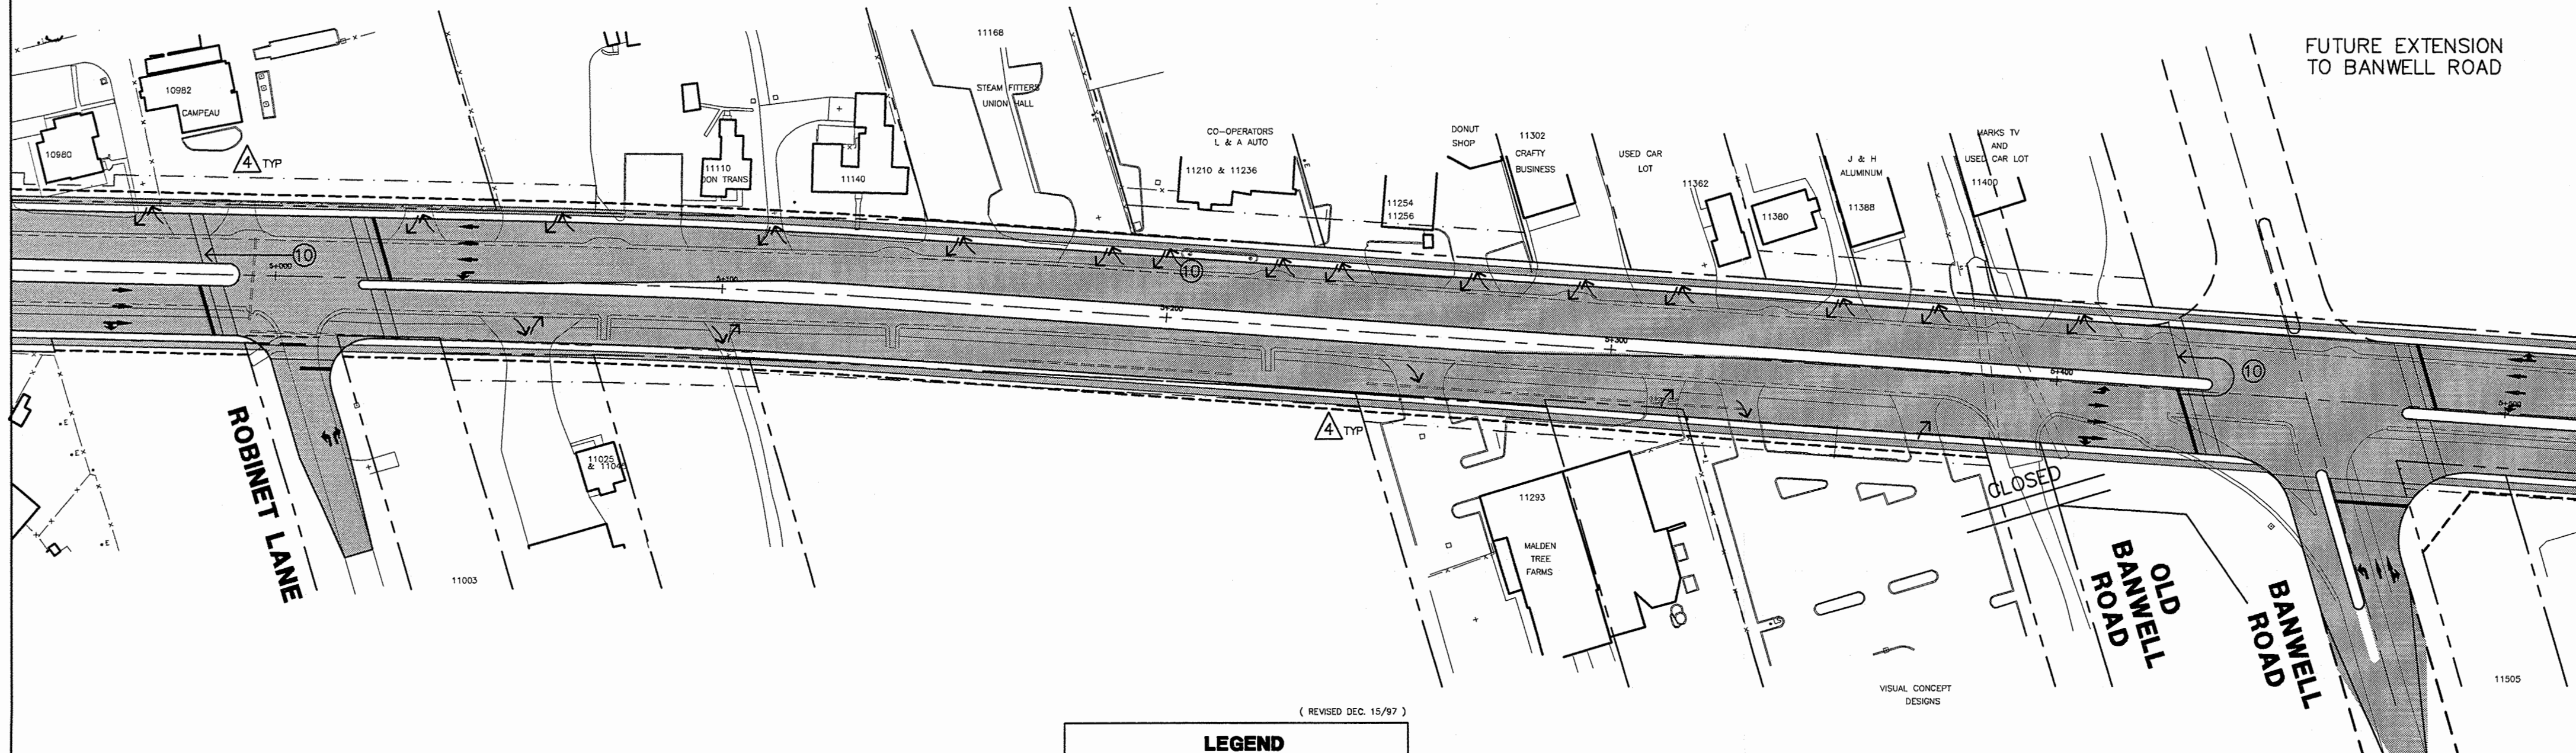 FUTURE EXTENSION
TO BANWELL ROAD
11168
10982
CAMPEAU
10980
4 TYP
STEAM FITTERS
UNION HALL
11110
DON TRANS
11140
CO-OPERATORS
L & A AUTO
11210 & 11236
DONUT
SHOP
11254
11256
11302
CRAFTY
BUSINESS
USED CAR
LOT
11362
11380
J & H
ALUMINUM
11388
MARKS TV
AND
USED CAR LOT
11400
10
5+000
5+100
10
5+200
5+300
5+400
10
5+500
4 TYP
ROBINET LANE
11025
& 11045
11003
11293
MALDEN
TREE
FARMS
CLOSED
OLD
BANWELL
ROAD
BANWELL
ROAD
VISUAL CONCEPT
DESIGNS
11505
( REVISED DEC. 15/97 )
LEGEND